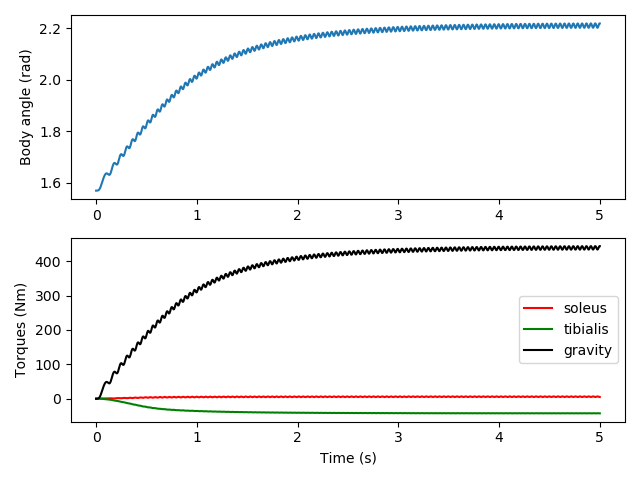 2.2
2.0
1.8
1.6
Body angle (rad)
0 1 2 3 4 5
400
300
200
100
0
Torques (Nm)
soleus
tibialis
gravity
0 1 2 3 4 5
Time (s)